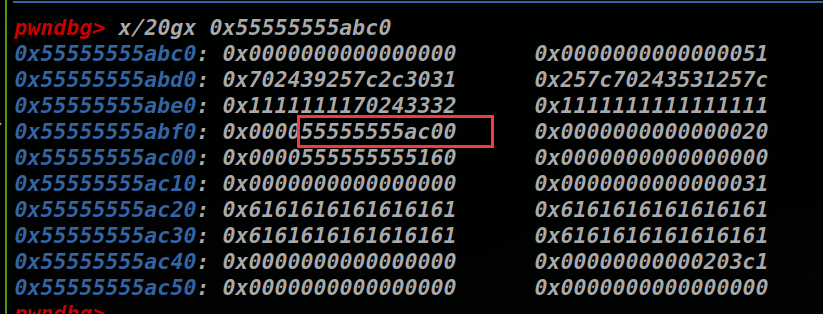 pwndbg> x/20gx 0x55555555abc0
0x55555555abc0: 0x0000000000000000 0x0000000000000051
0x55555555abd0: 0x702439257c2c3031 0x257c70243531257c
0x55555555abe0: 0x1111111170243332 0x1111111111111111
0x55555555abf0: 0x000055555555ac00 0x0000000000000020
0x55555555ac00: 0x0000555555555160 0x0000000000000000
0x55555555ac10: 0x0000000000000000 0x0000000000000031
0x55555555ac20: 0x6161616161616161 0x6161616161616161
0x55555555ac30: 0x6161616161616161 0x6161616161616161
0x55555555ac40: 0x0000000000000000 0x00000000000203c1
0x55555555ac50: 0x0000000000000000 0x0000000000000000
pwndbg>